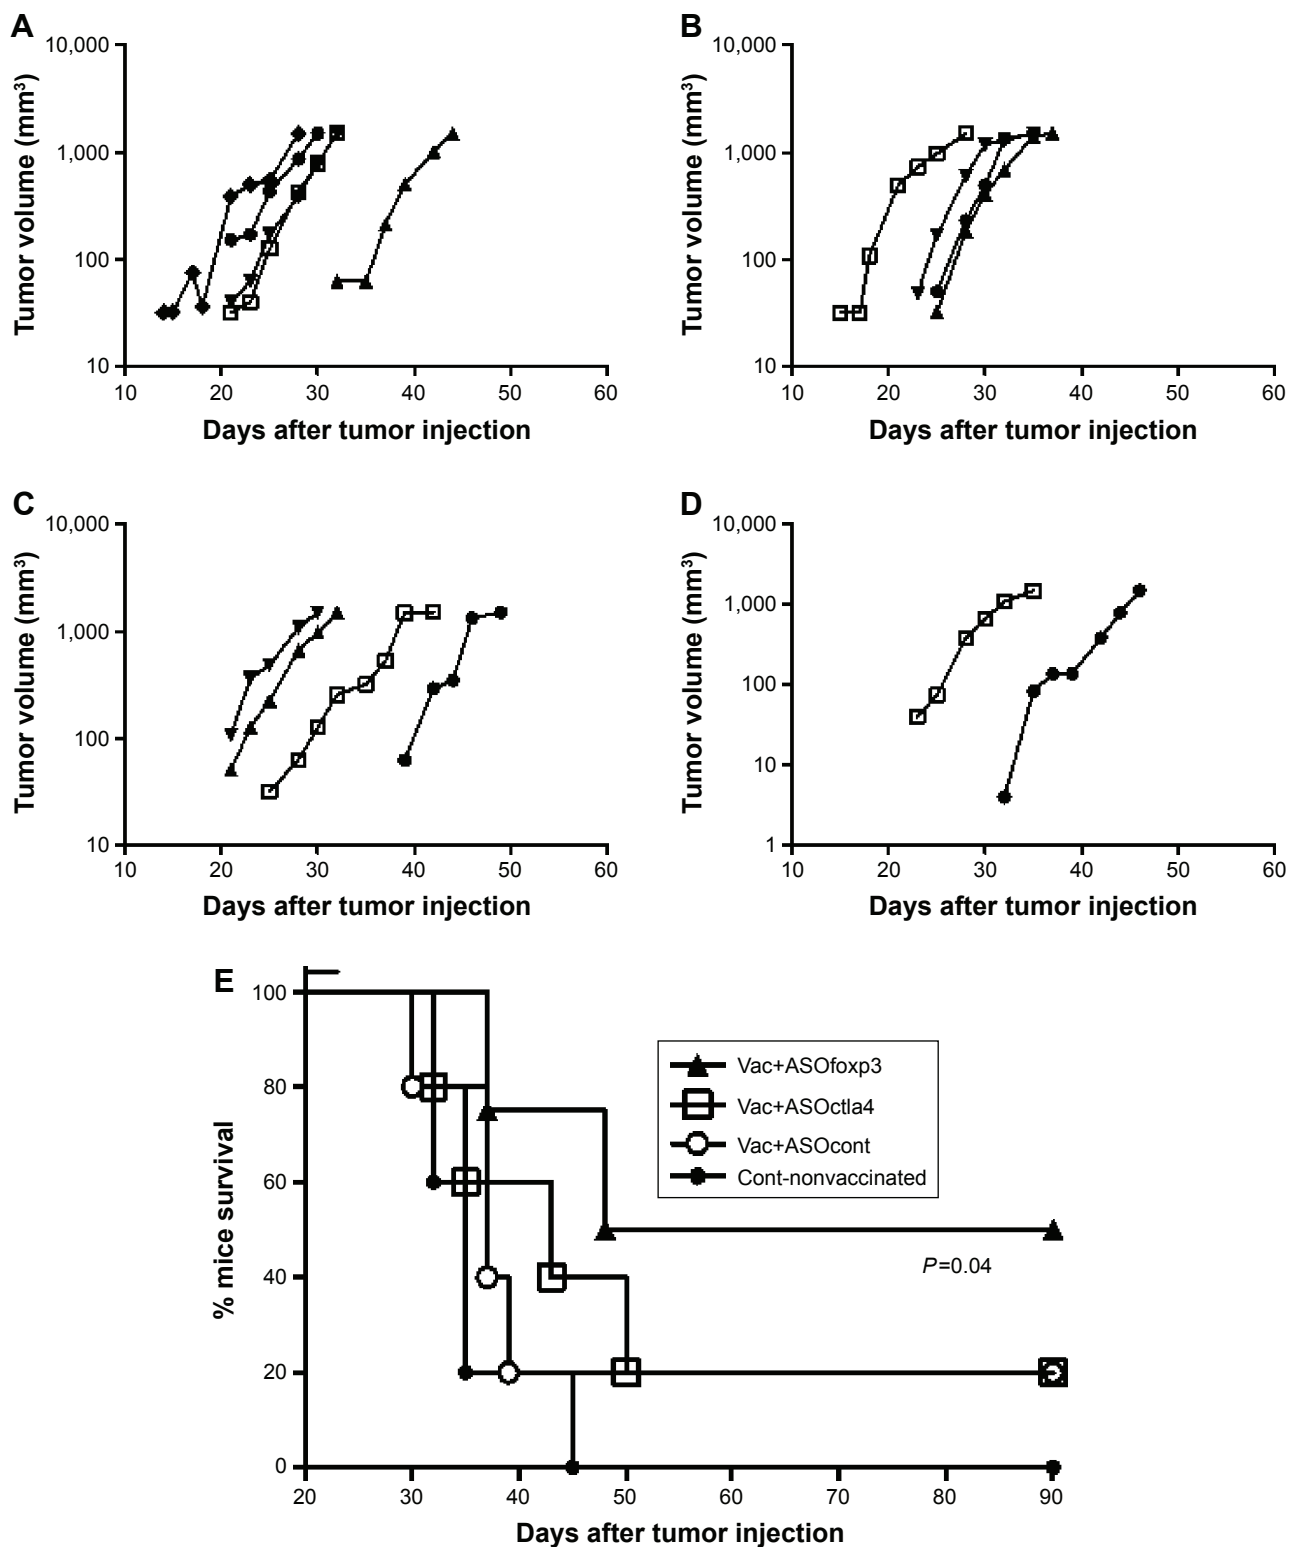 A
Tumor volume (mm³)
10,000
1,000
100
10
10 20 30 40 50 60
Days after tumor injection
B
Tumor volume (mm³)
10,000
1,000
100
10
10 20 30 40 50 60
Days after tumor injection
C
Tumor volume (mm³)
10,000
1,000
100
10
10 20 30 40 50 60
Days after tumor injection
D
Tumor volume (mm³)
10,000
1,000
100
10
1
10 20 30 40 50 60
Days after tumor injection
E
% mice survival
100
80
60
40
20
0
Vac+ASOfoxp3
Vac+ASOctla4
Vac+ASOcont
Cont-nonvaccinated
P=0.04
20 30 40 50 60 70 80 90
Days after tumor injection